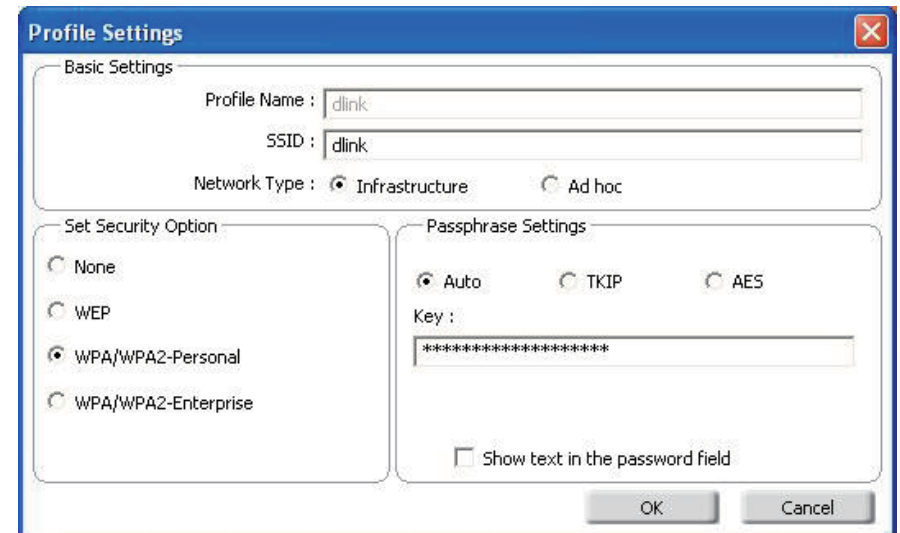 Profile Settings
Basic Settings
Profile Name : dlink
SSID : dlink
Network Type : Infrastructure Ad hoc
Set Security Option
None
WEP
WPA/WPA2-Personal
WPA/WPA2-Enterprise
Passphrase Settings
Auto TKIP AES
Key :
*******************
Show text in the password field
OK Cancel